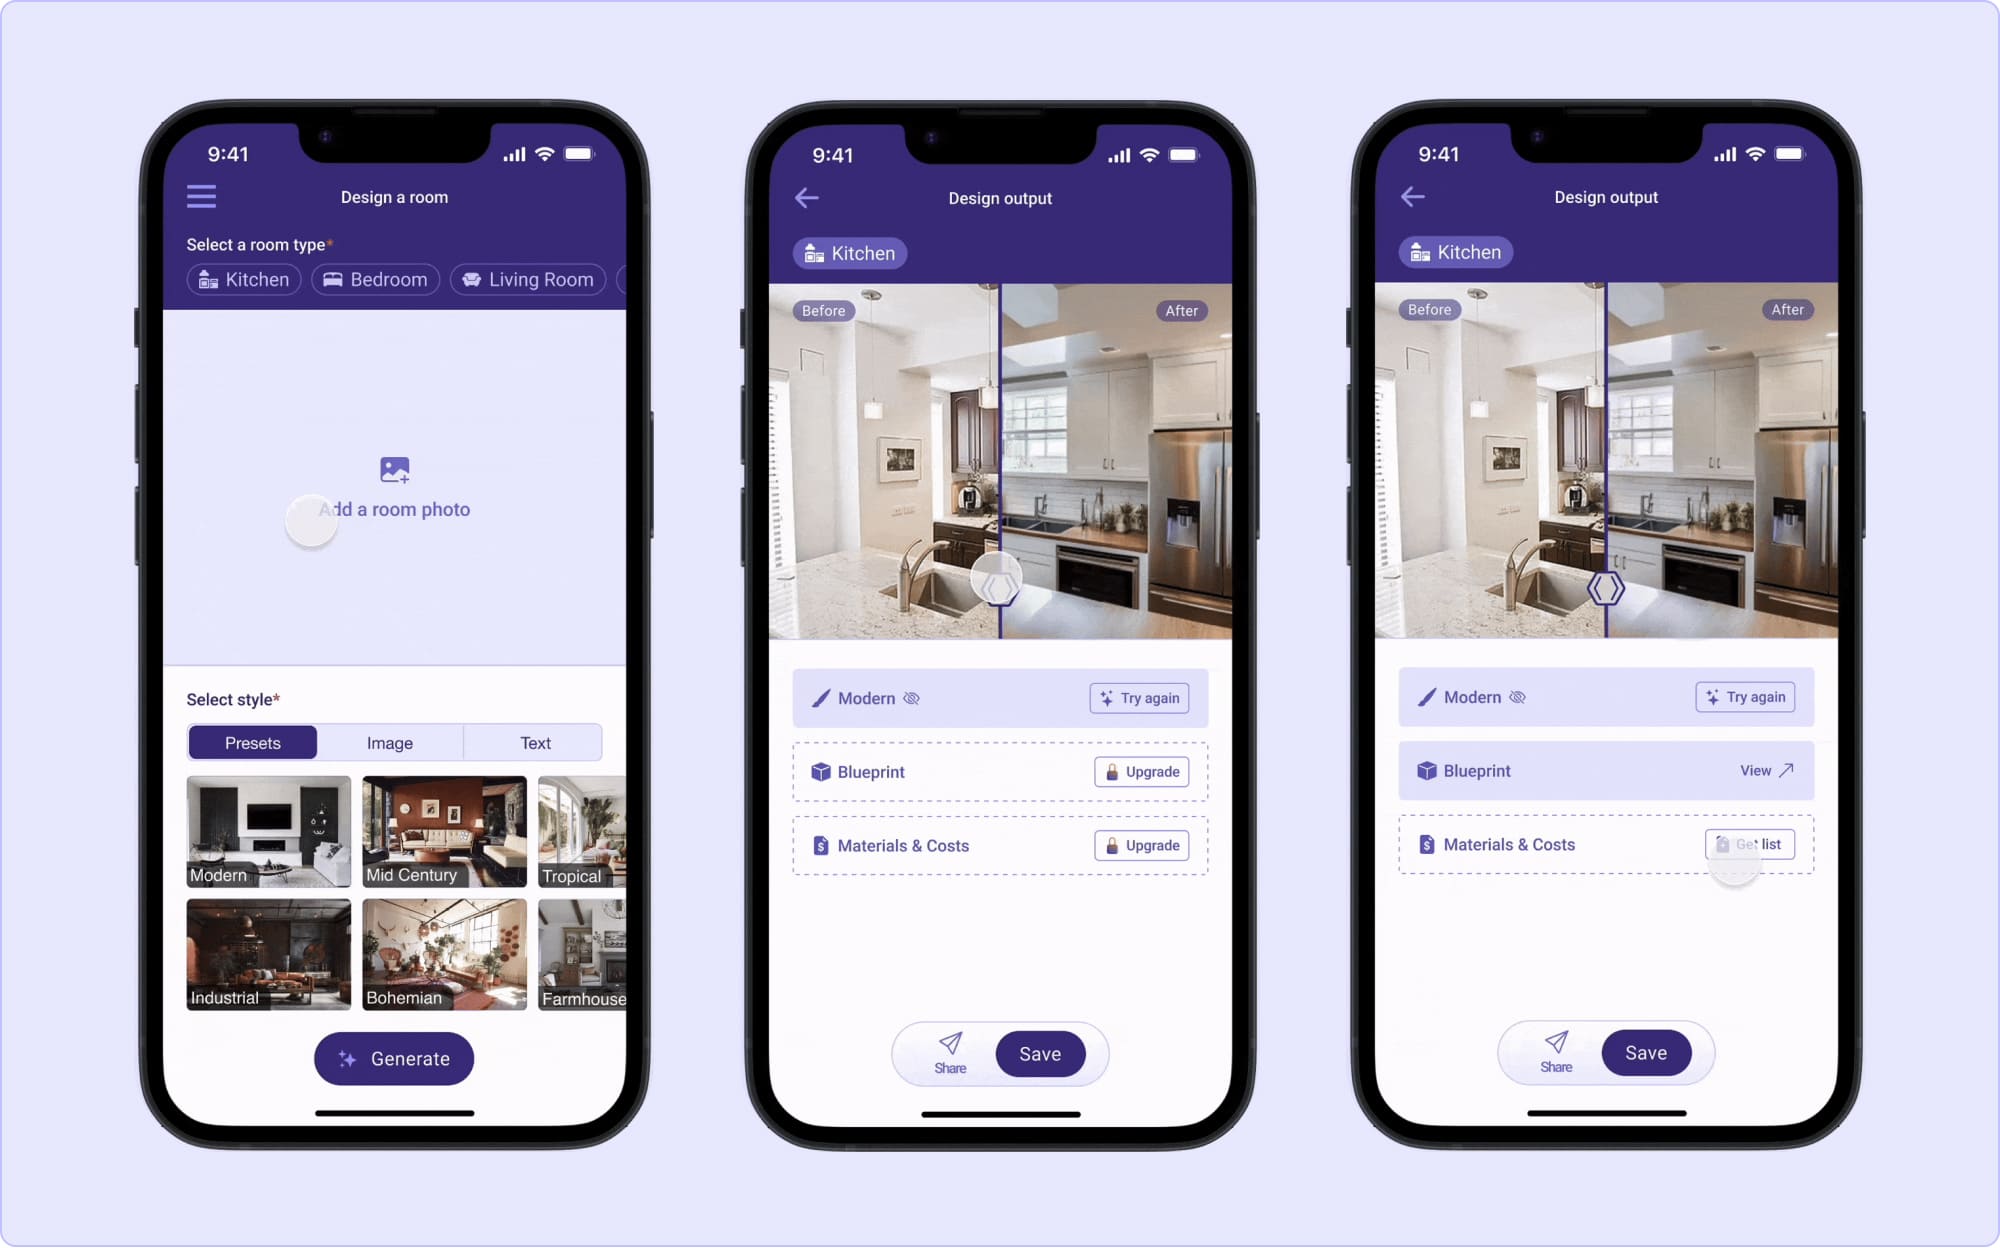 9:41
Design a room
Select a room type*
Kitchen Bedroom Living Room
Add a room photo
Select style*
Presets Image Text
Modern Mid Century Tropical
Industrial Bohemian Farmhouse
Generate
9:41
Design output
Kitchen
Before After
Modern Try again
Blueprint Upgrade
Materials & Costs Upgrade
Share Save
9:41
Design output
Kitchen
Before After
Modern Try again
Blueprint View
Materials & Costs Get list
Share Save